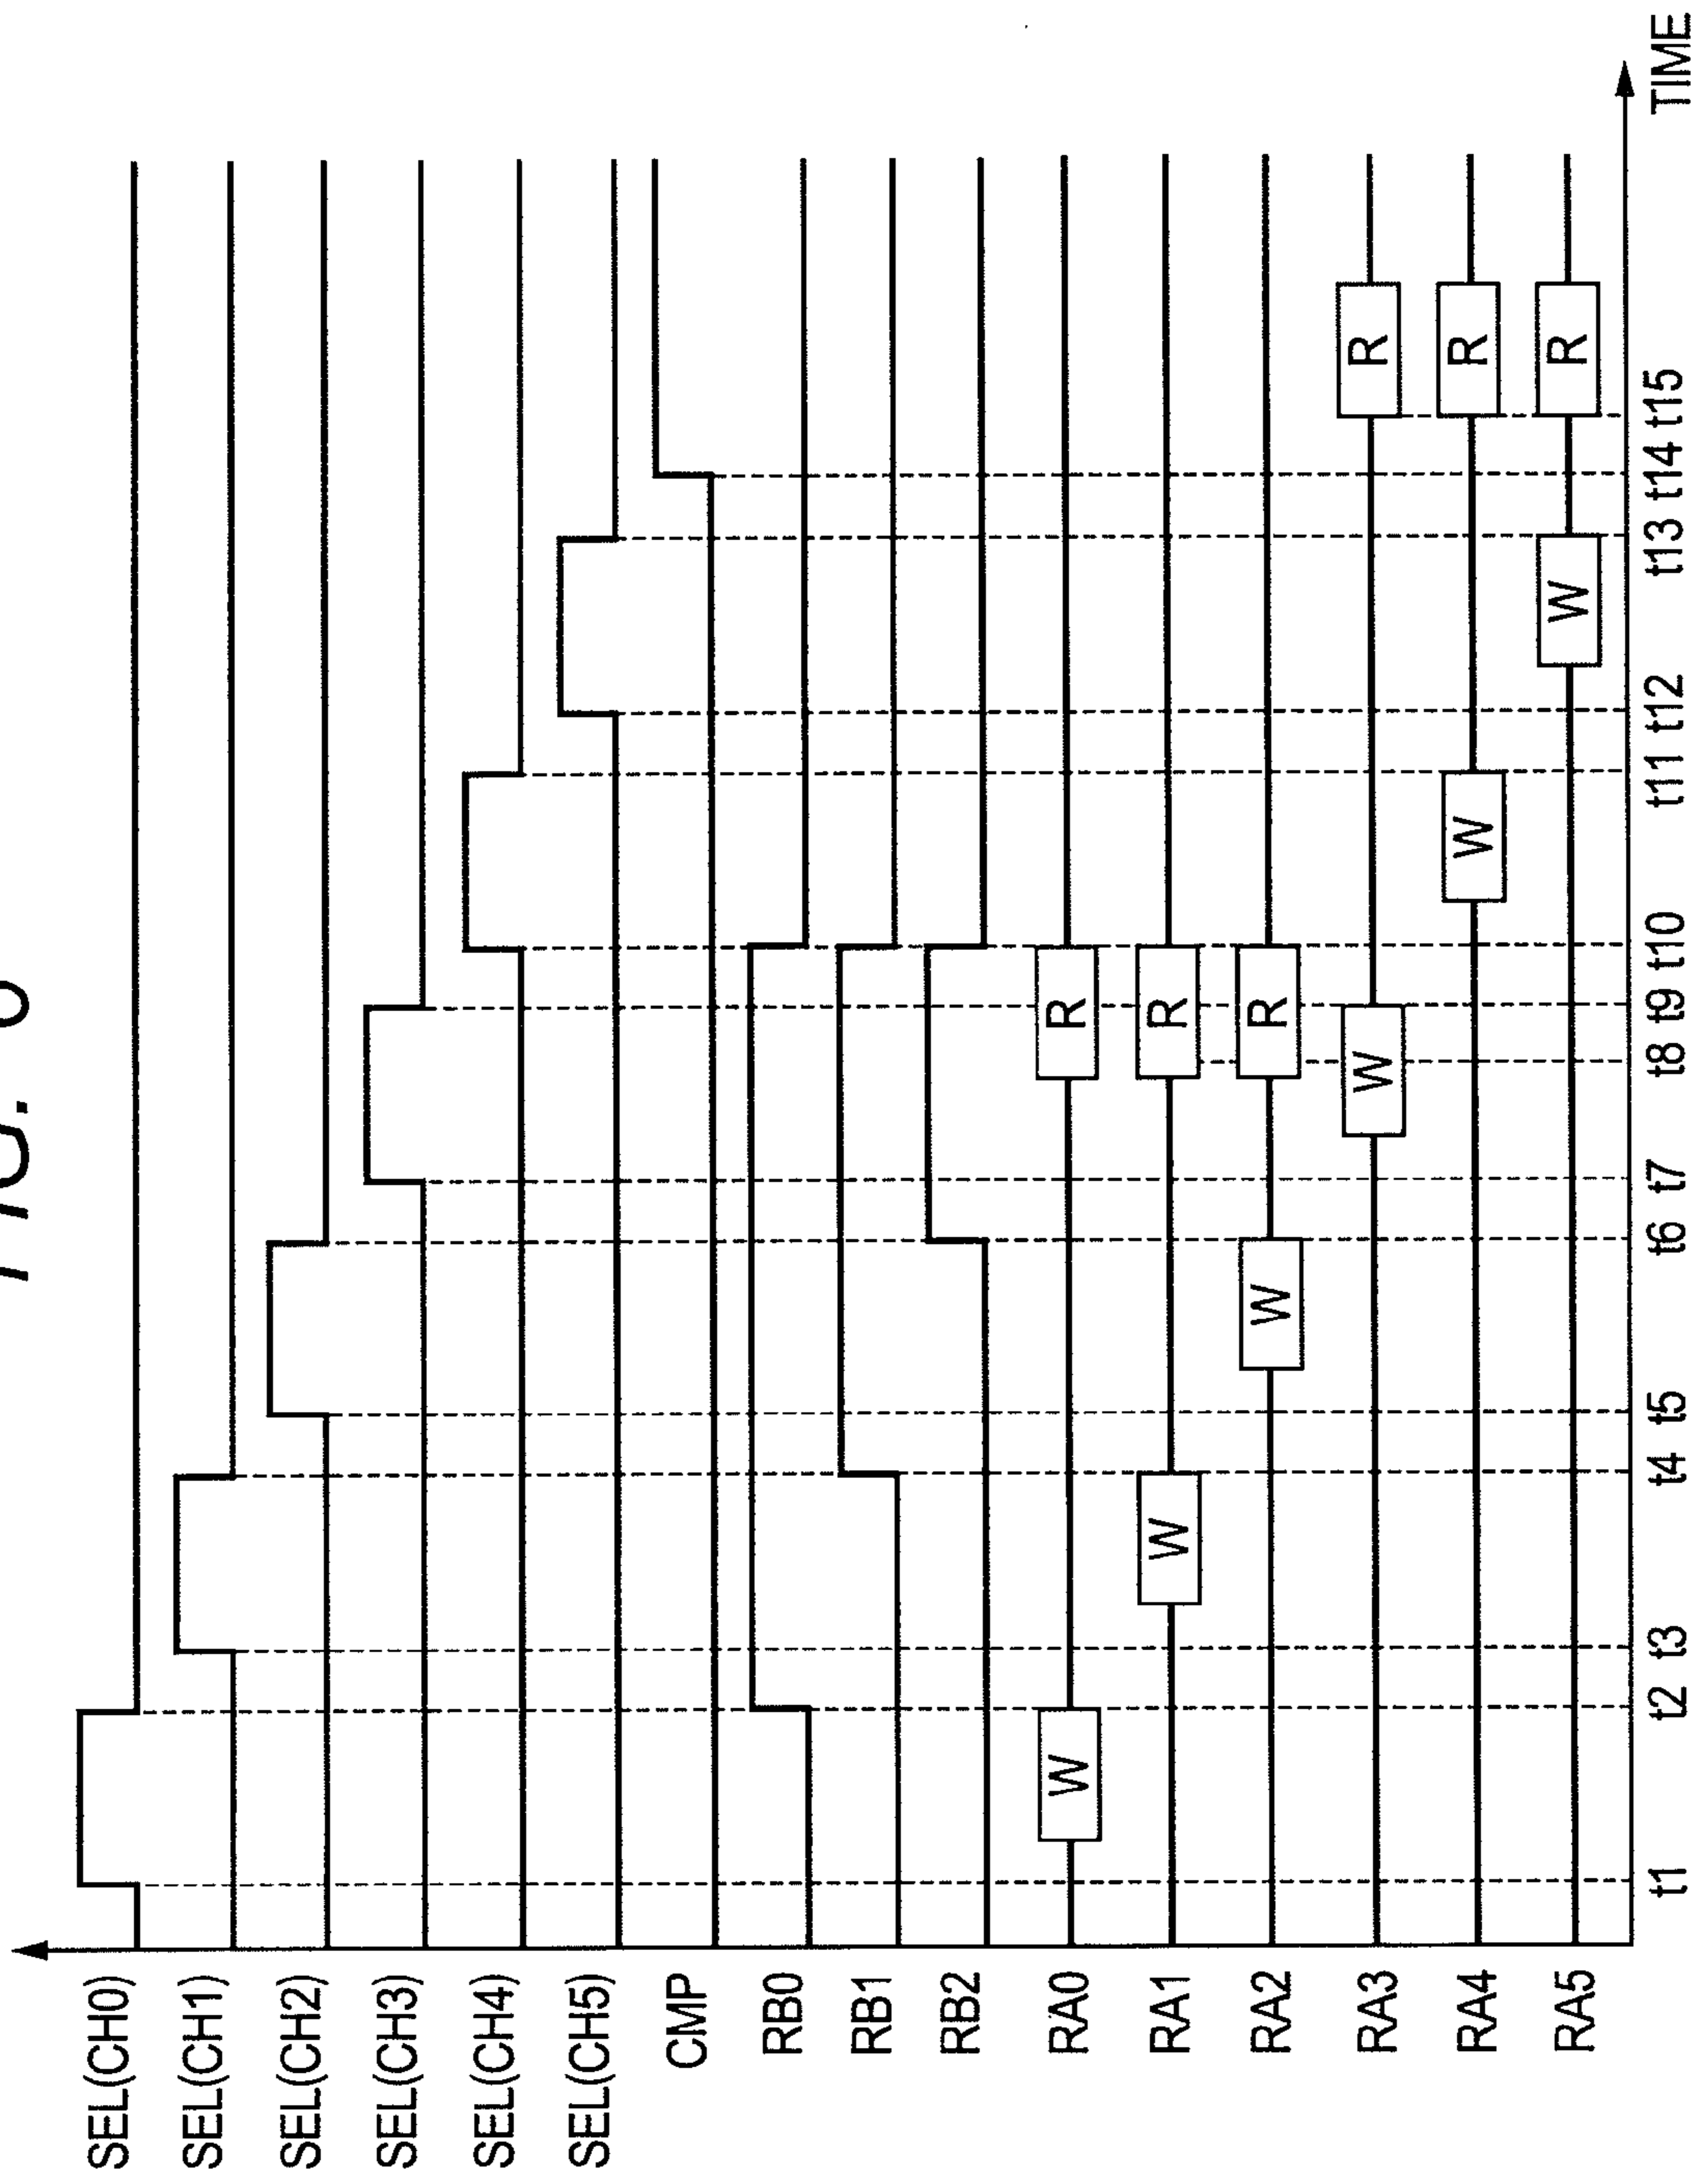 FIG.
SEL(CH0)
SEL(CH1)
SEL(CH2)
SEL(CH3)
SEL(CH4)
SEL(CH5)
CMP
RB0
RB1
RB2
RA0 W R
RA1 W R
RA2 W R
RA3 W R
RA4 W R
RA5 W R
t1 t2 t3 t4 t5 t6 t7 t8 t9 t10 t11 t12 t13 t14 t15
TIME